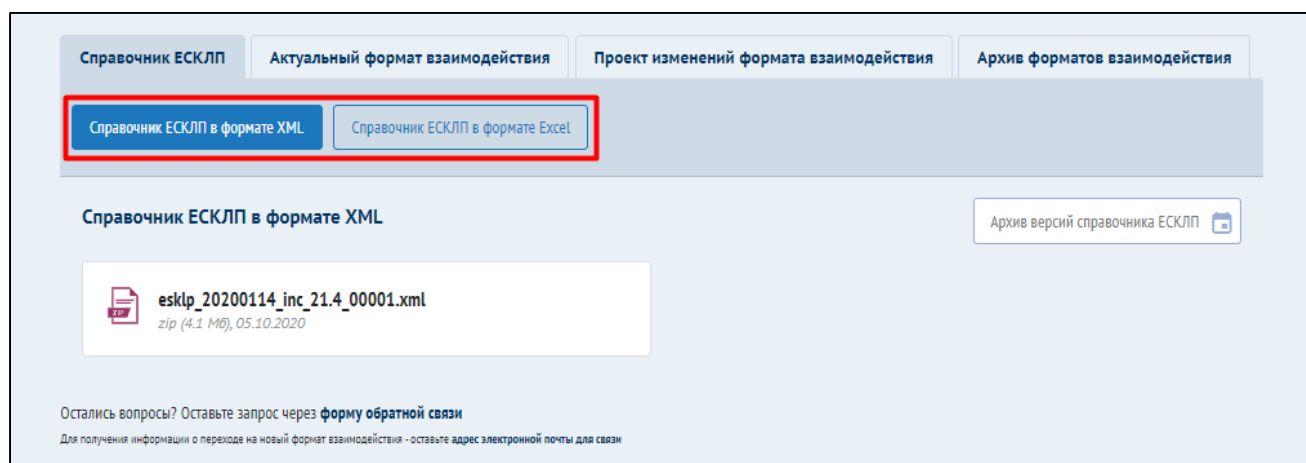 Справочник ЕСКЛП Актуальный формат взаимодействия Проект изменений формата взаимодействия Архив форматов взаимодействия
Справочник ЕСКЛП в формате XML Справочник ЕСКЛП в формате Excel
Справочник ЕСКЛП в формате XML Архив версий справочника ЕСКЛП
esklp_20200114_inc_21.4_00001.xml
ZIP zip (4.1 Мб), 05.10.2020
Остались вопросы? Оставьте запрос через форму обратной связи
Для получения информации о переходе на новый формат взаимодействия - оставьте адрес электронной почты для связи